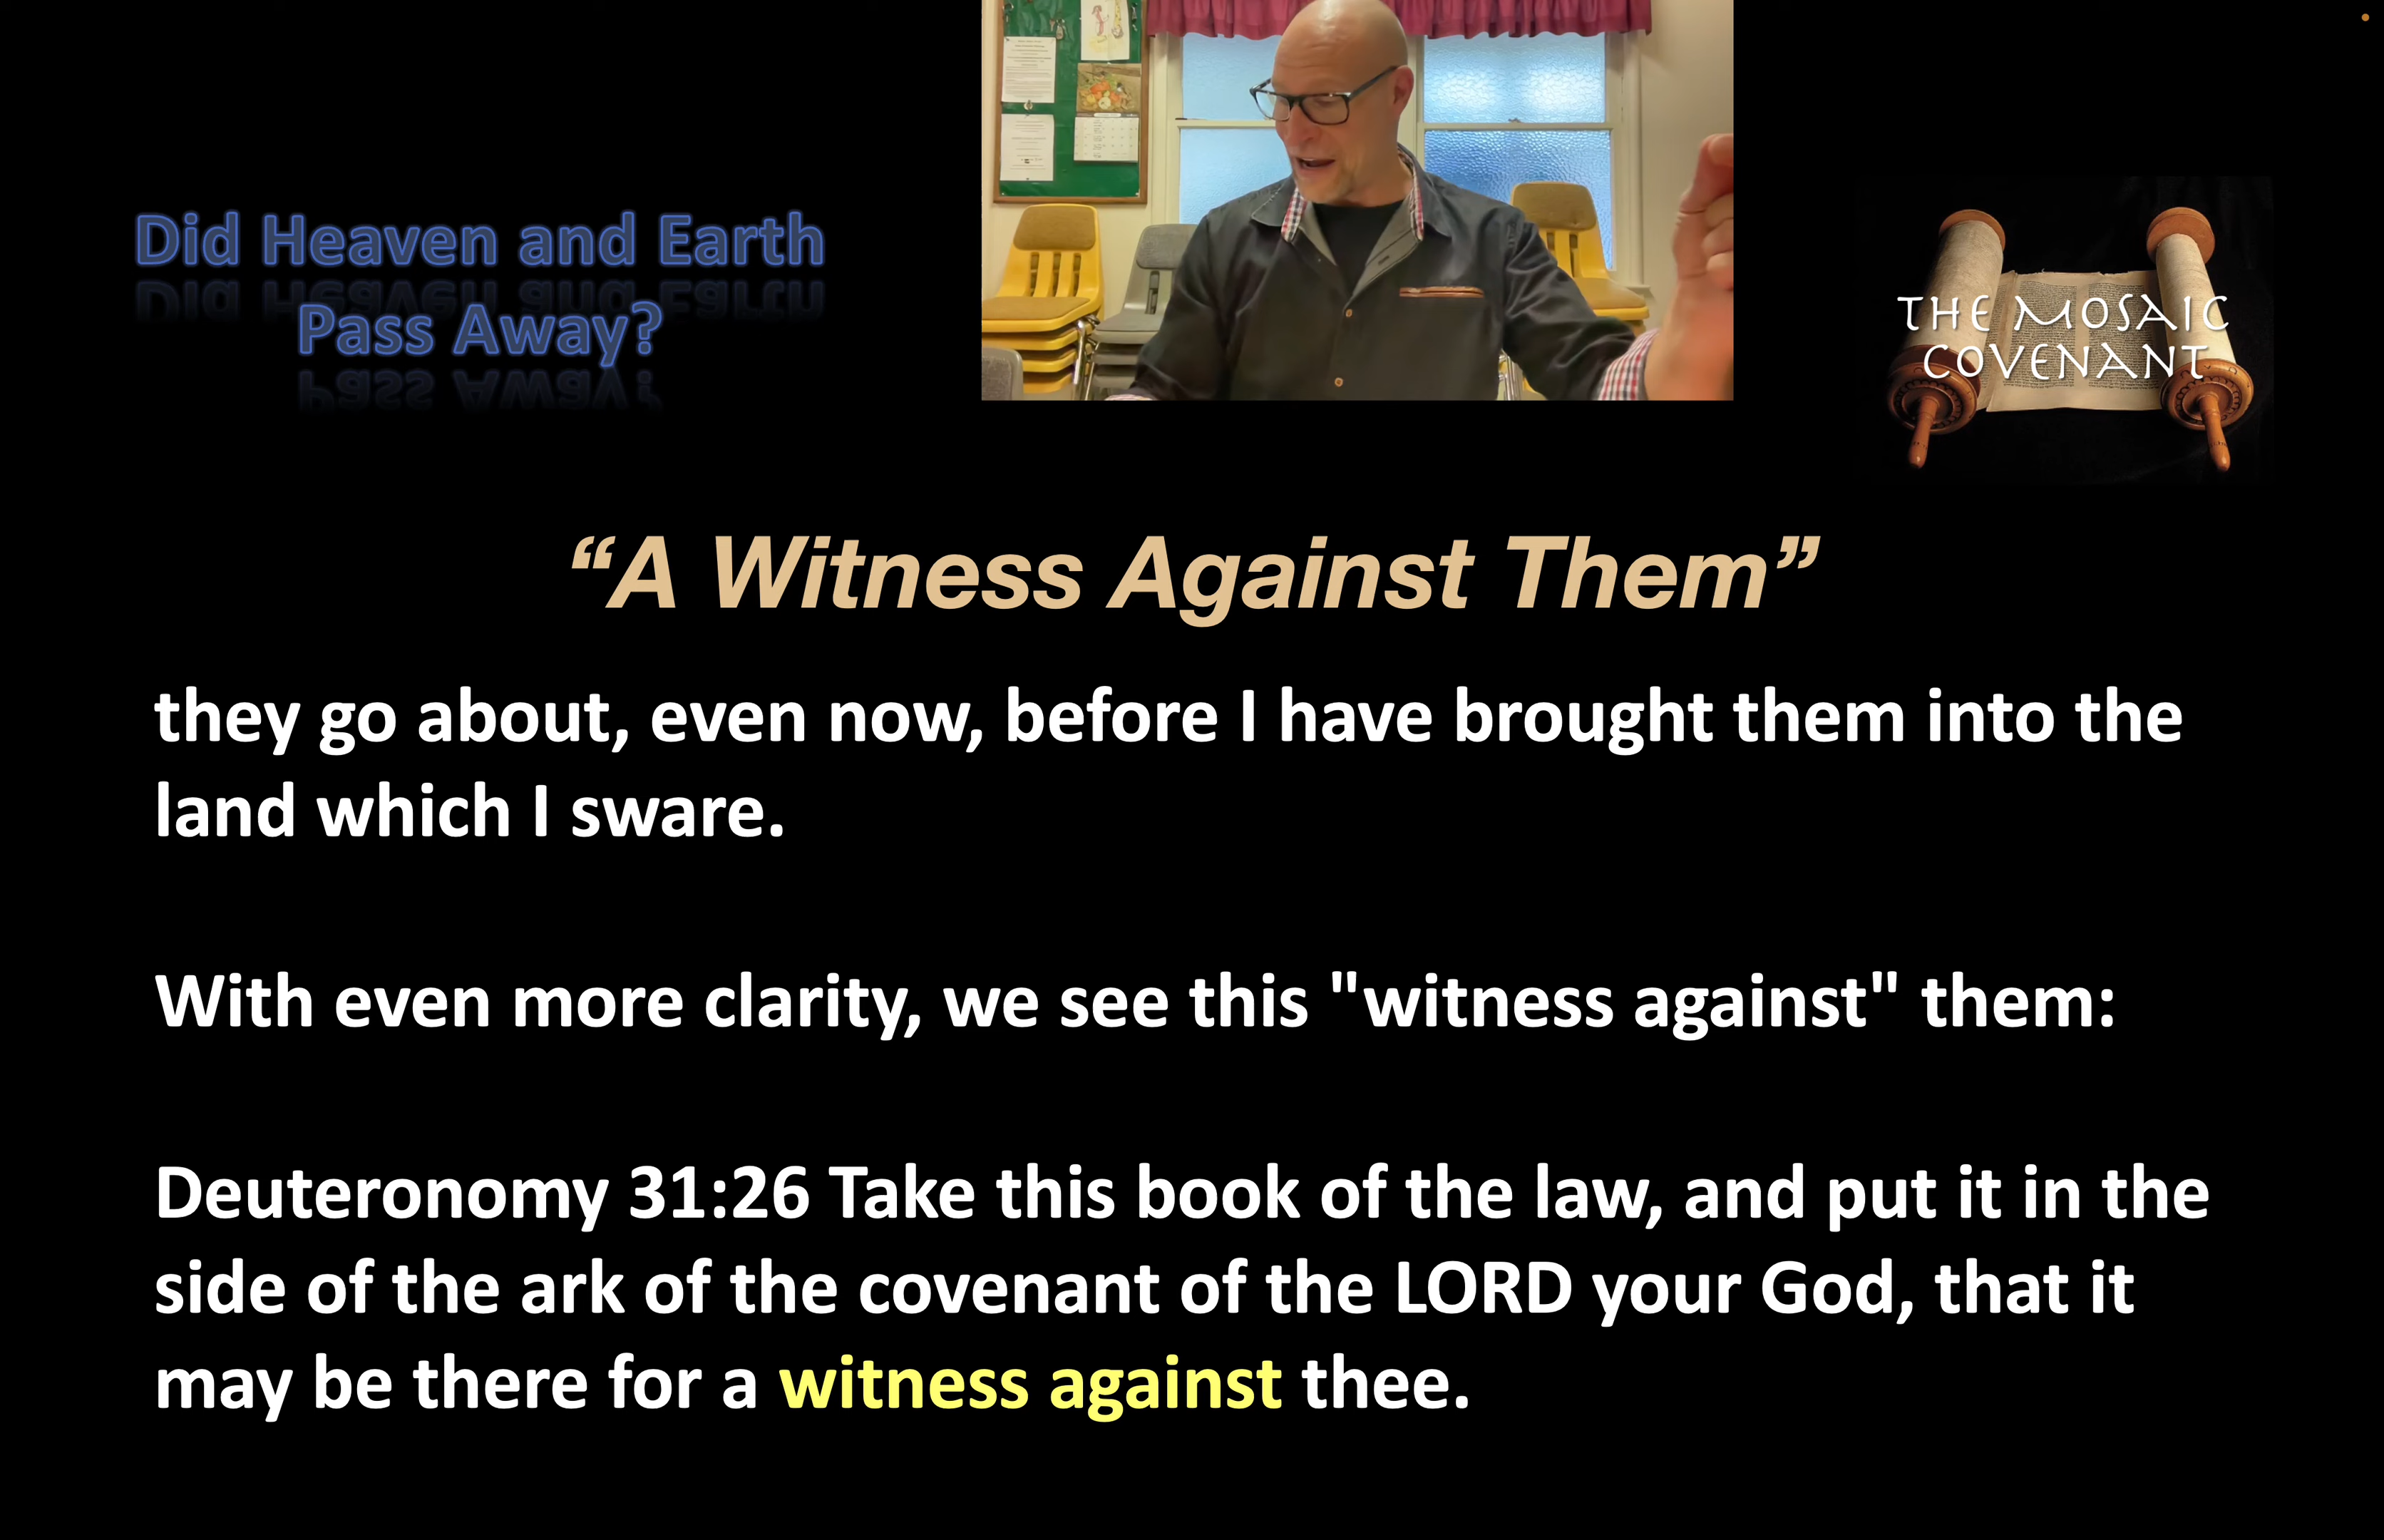 Did Heaven and Earth
Pass Away?
THE MOSAIC
COVENANT
“A Witness Against Them”
they go about, even now, before I have brought them into the
land which I sware.
With even more clarity, we see this "witness against" them:
Deuteronomy 31:26 Take this book of the law, and put it in the
side of the ark of the covenant of the LORD your God, that it
may be there for a witness against thee.